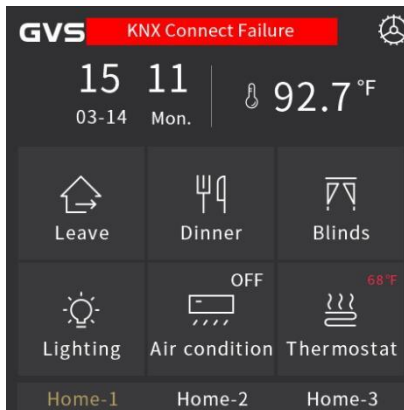 GVS KNX Connect Failure
15 11
03-14 Mon.
92.7°F
Leave Dinner Blinds
OFF 68°F
Lighting Air condition Thermostat
Home-1 Home-2 Home-3